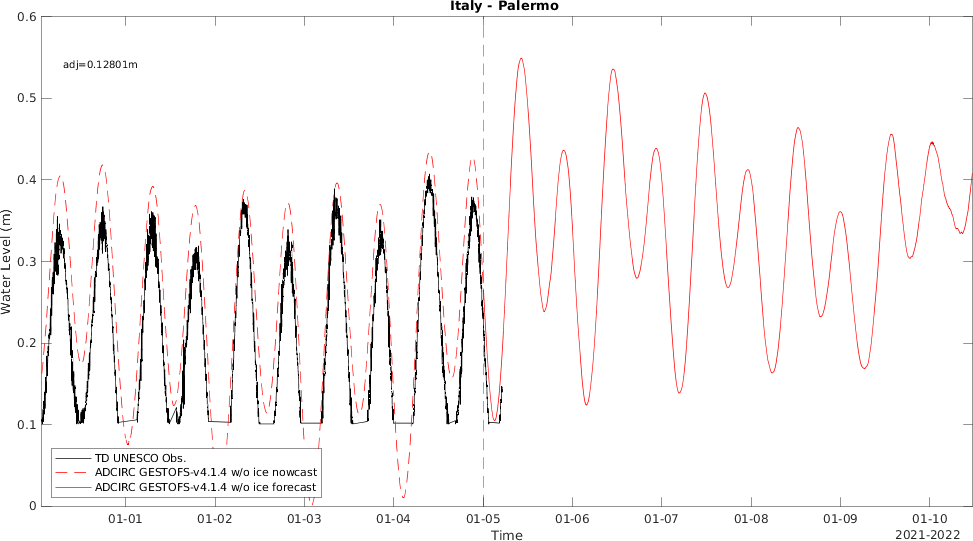 Italy - Palermo
0.6
adj=0.12801m
0.5
0.4
0.3
0.2
0.1
0
Water Level (m)
TD UNESCO Obs.
ADCIRC GESTOFS-v4.1.4 w/o ice nowcast
ADCIRC GESTOFS-v4.1.4 w/o ice forecast
01-01 01-02 01-03 01-04 01-05 01-06 01-07 01-08 01-09 01-10
Time
2021-2022